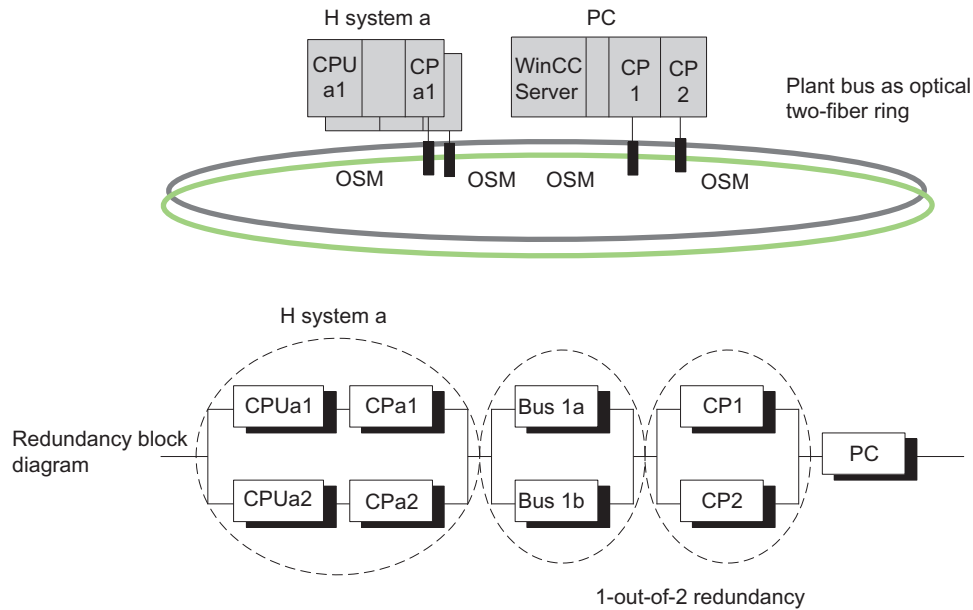 H system a
PC
CPU
a1
CP
a1
WinCC
Server
CP
1
CP
2
Plant bus as optical
two-fiber ring
OSM
OSM
OSM
OSM
H system a
Redundancy block
diagram
CPUa1
CPa1
Bus 1a
CP1
PC
CPUa2
CPa2
Bus 1b
CP2
1-out-of-2 redundancy